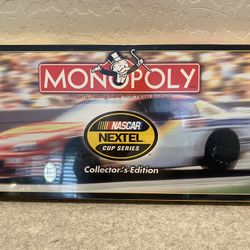 MONOPOLY
NASCAR
NEXTEL
CUP SERIES
Collector's Edition